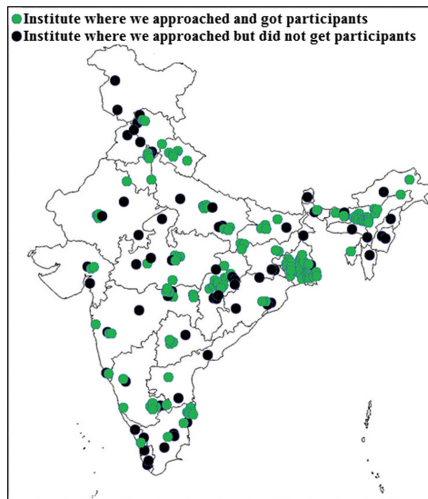 Institute where we approached and got participants
Institute where we approached but did not get participants